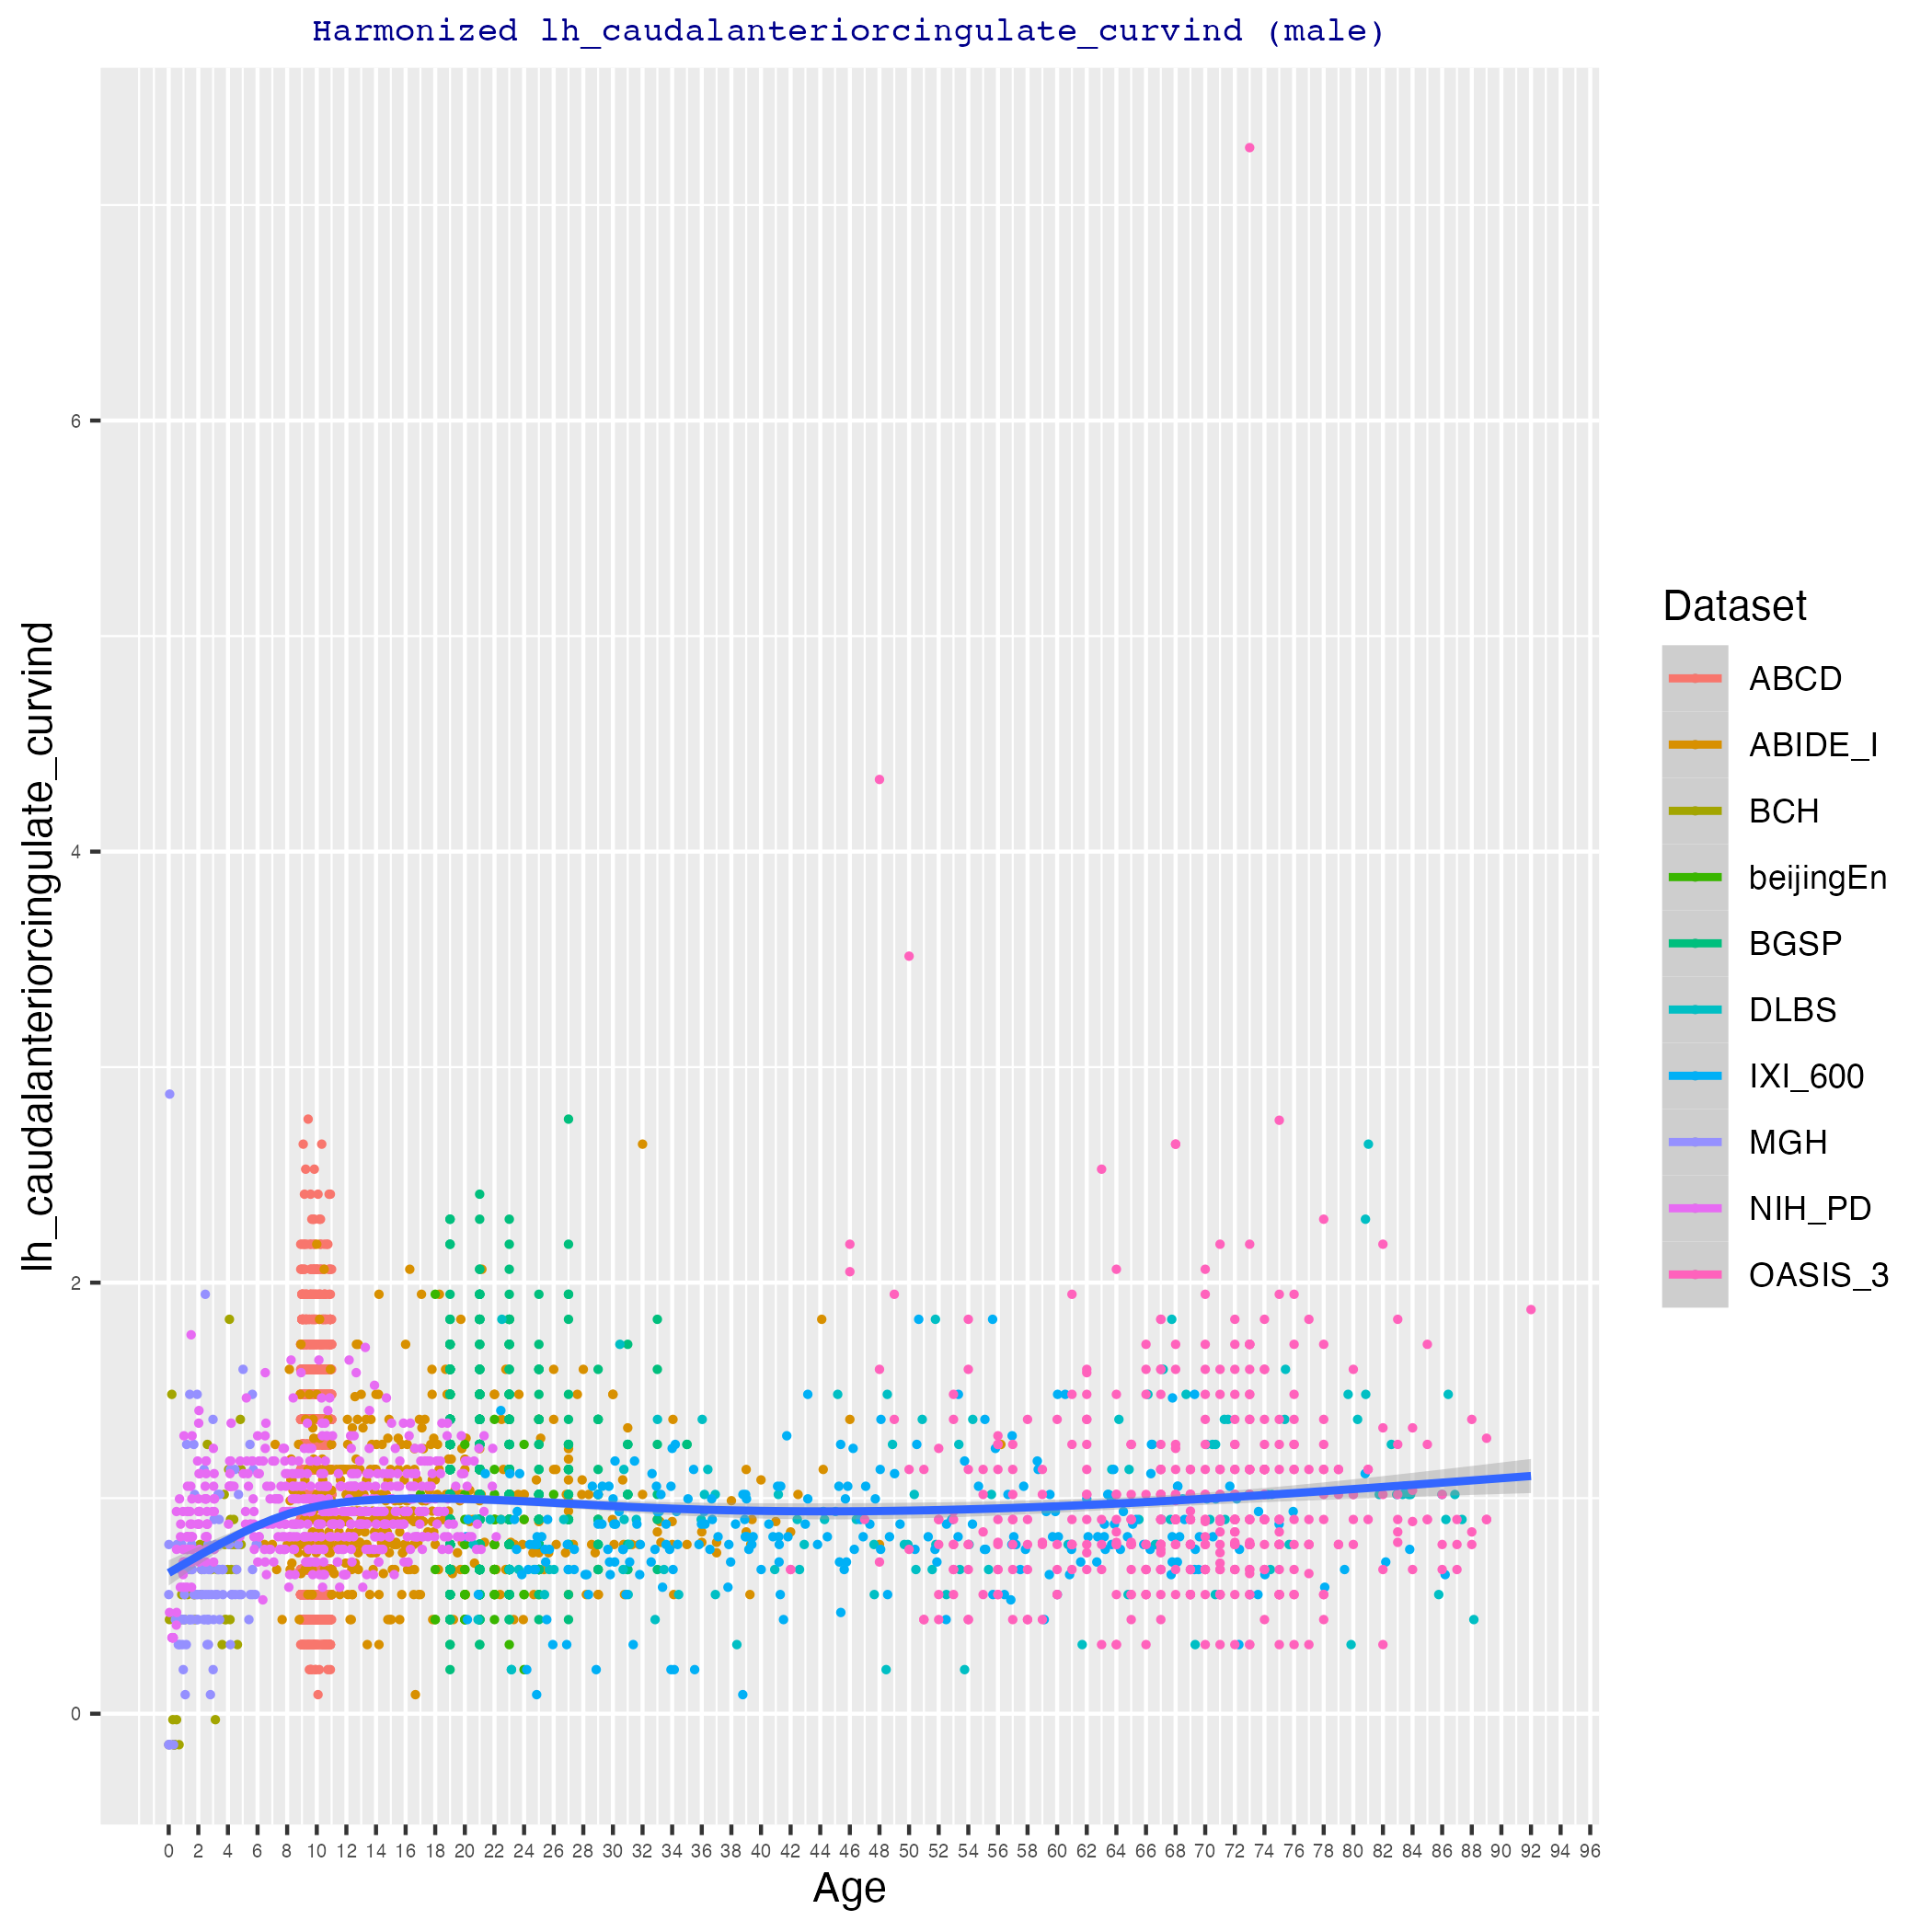 Harmonized lh_caudalanteriorcingulate_curvind (male)
lh_caudalanteriorcingulate_curvind
6
4
2
0
0 2 4 6 8 10 12 14 16 18 20 22 24 26 28 30 32 34 36 38 40 42 44 46 48 50 52 54 56 58 60 62 64 66 68 70 72 74 76 78 80 82 84 86 88 90 92 94 96
Age
Dataset
ABCD
ABIDE_I
BCH
beijingEn
BGSP
DLBS
IXI_600
MGH
NIH_PD
OASIS_3